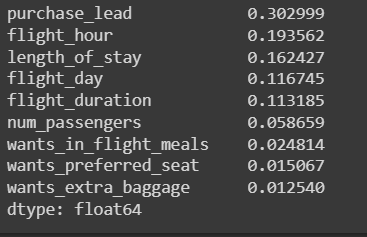 purchase_lead 0.302999
flight_hour 0.193562
length_of_stay 0.162427
flight_day 0.116745
flight_duration 0.113185
num_passengers 0.058659
wants_in_flight_meals 0.024814
wants_preferred_seat 0.015067
wants_extra_baggage 0.012540
dtype: float64